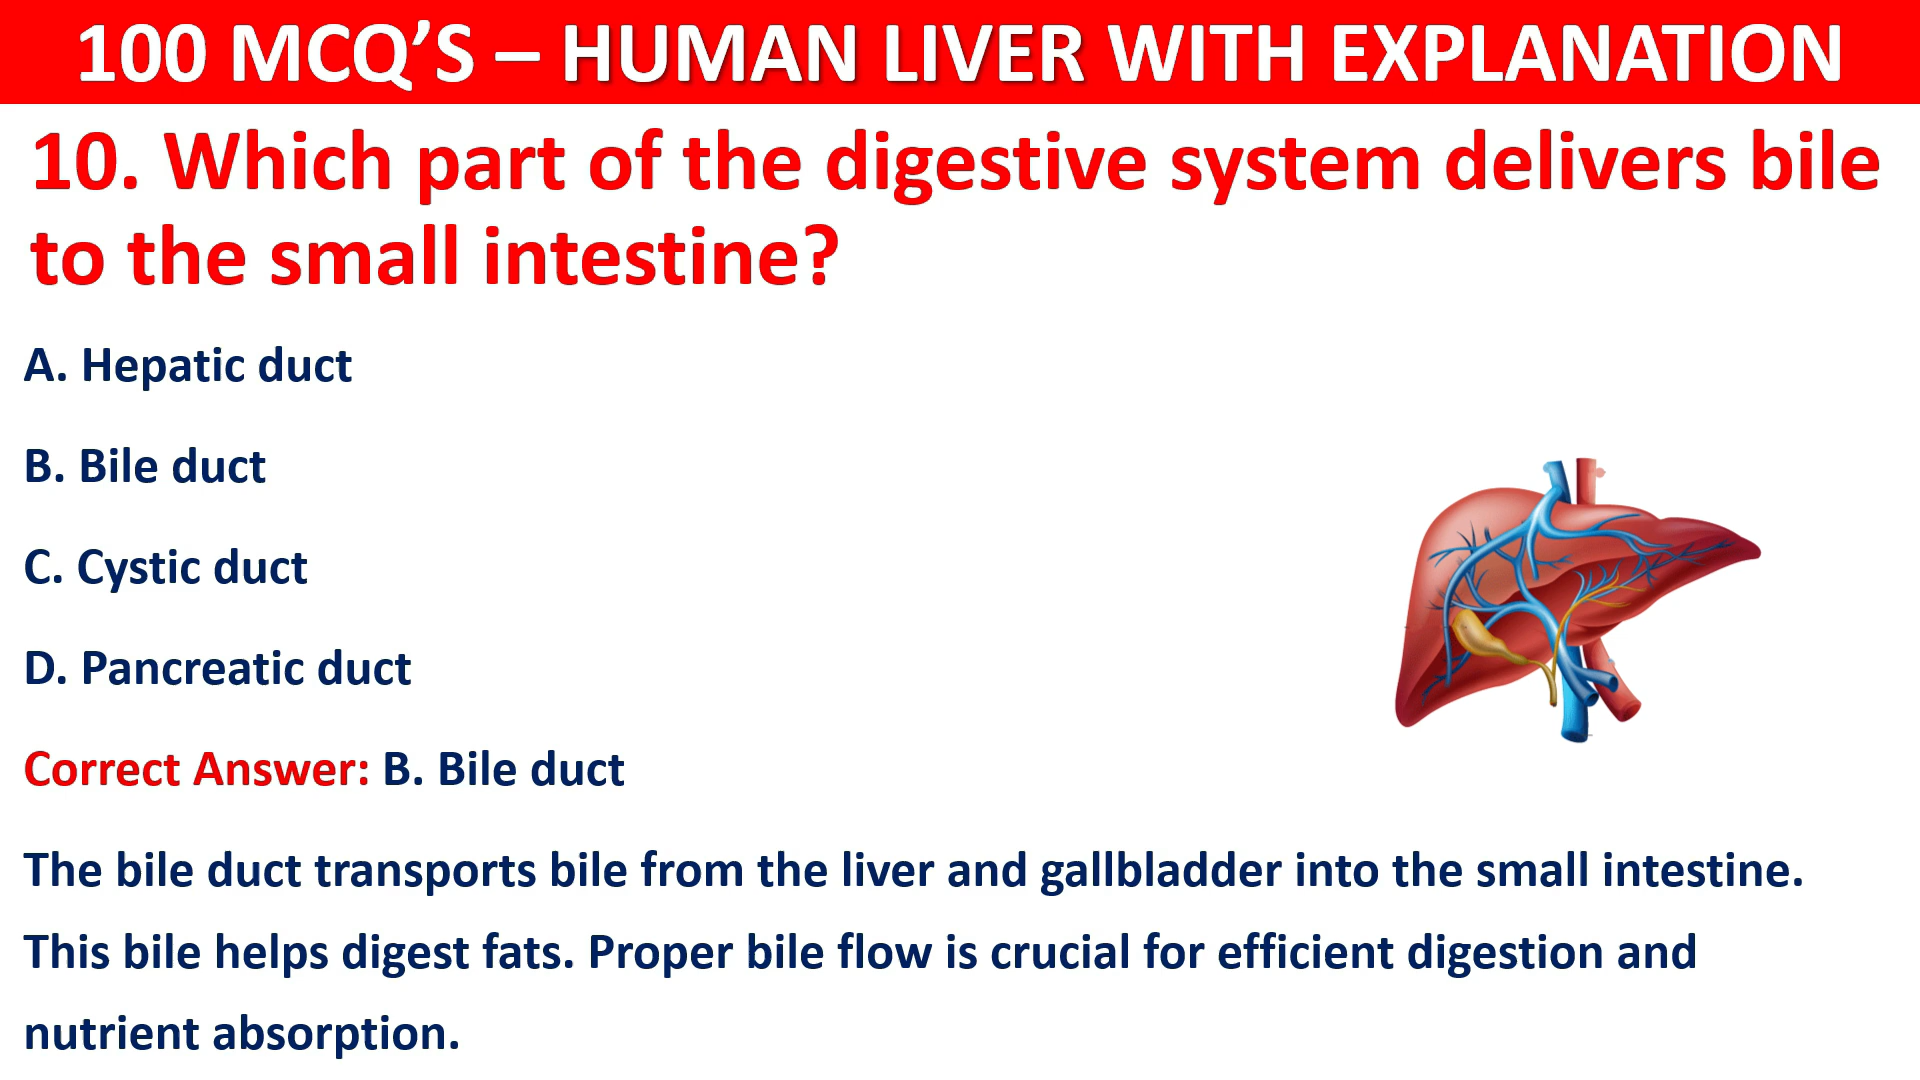 100 MCQ’S – HUMAN LIVER WITH EXPLANATION
10. Which part of the digestive system delivers bile
to the small intestine?
A. Hepatic duct
B. Bile duct
C. Cystic duct
D. Pancreatic duct
Correct Answer: B. Bile duct
The bile duct transports bile from the liver and gallbladder into the small intestine.
This bile helps digest fats. Proper bile flow is crucial for efficient digestion and
nutrient absorption.